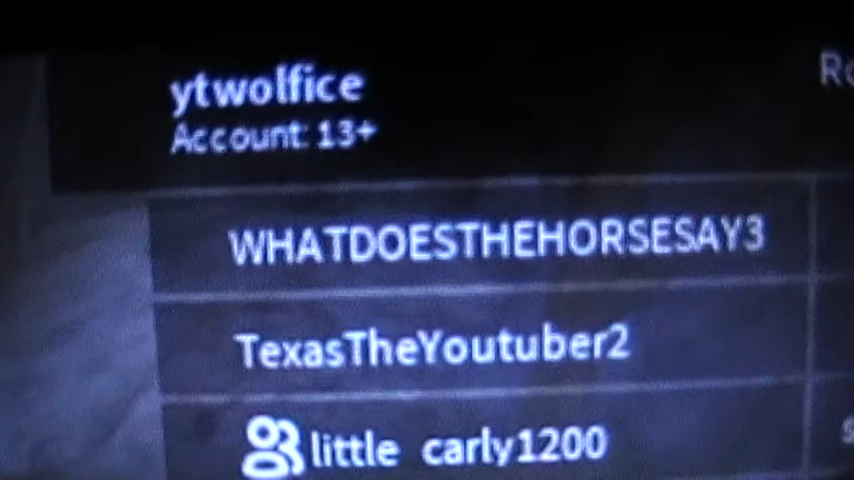 ytwolfice
Account: 13+
WHATDOESTHEHORSESAY3
TexasTheYoutuber2
little carly1200